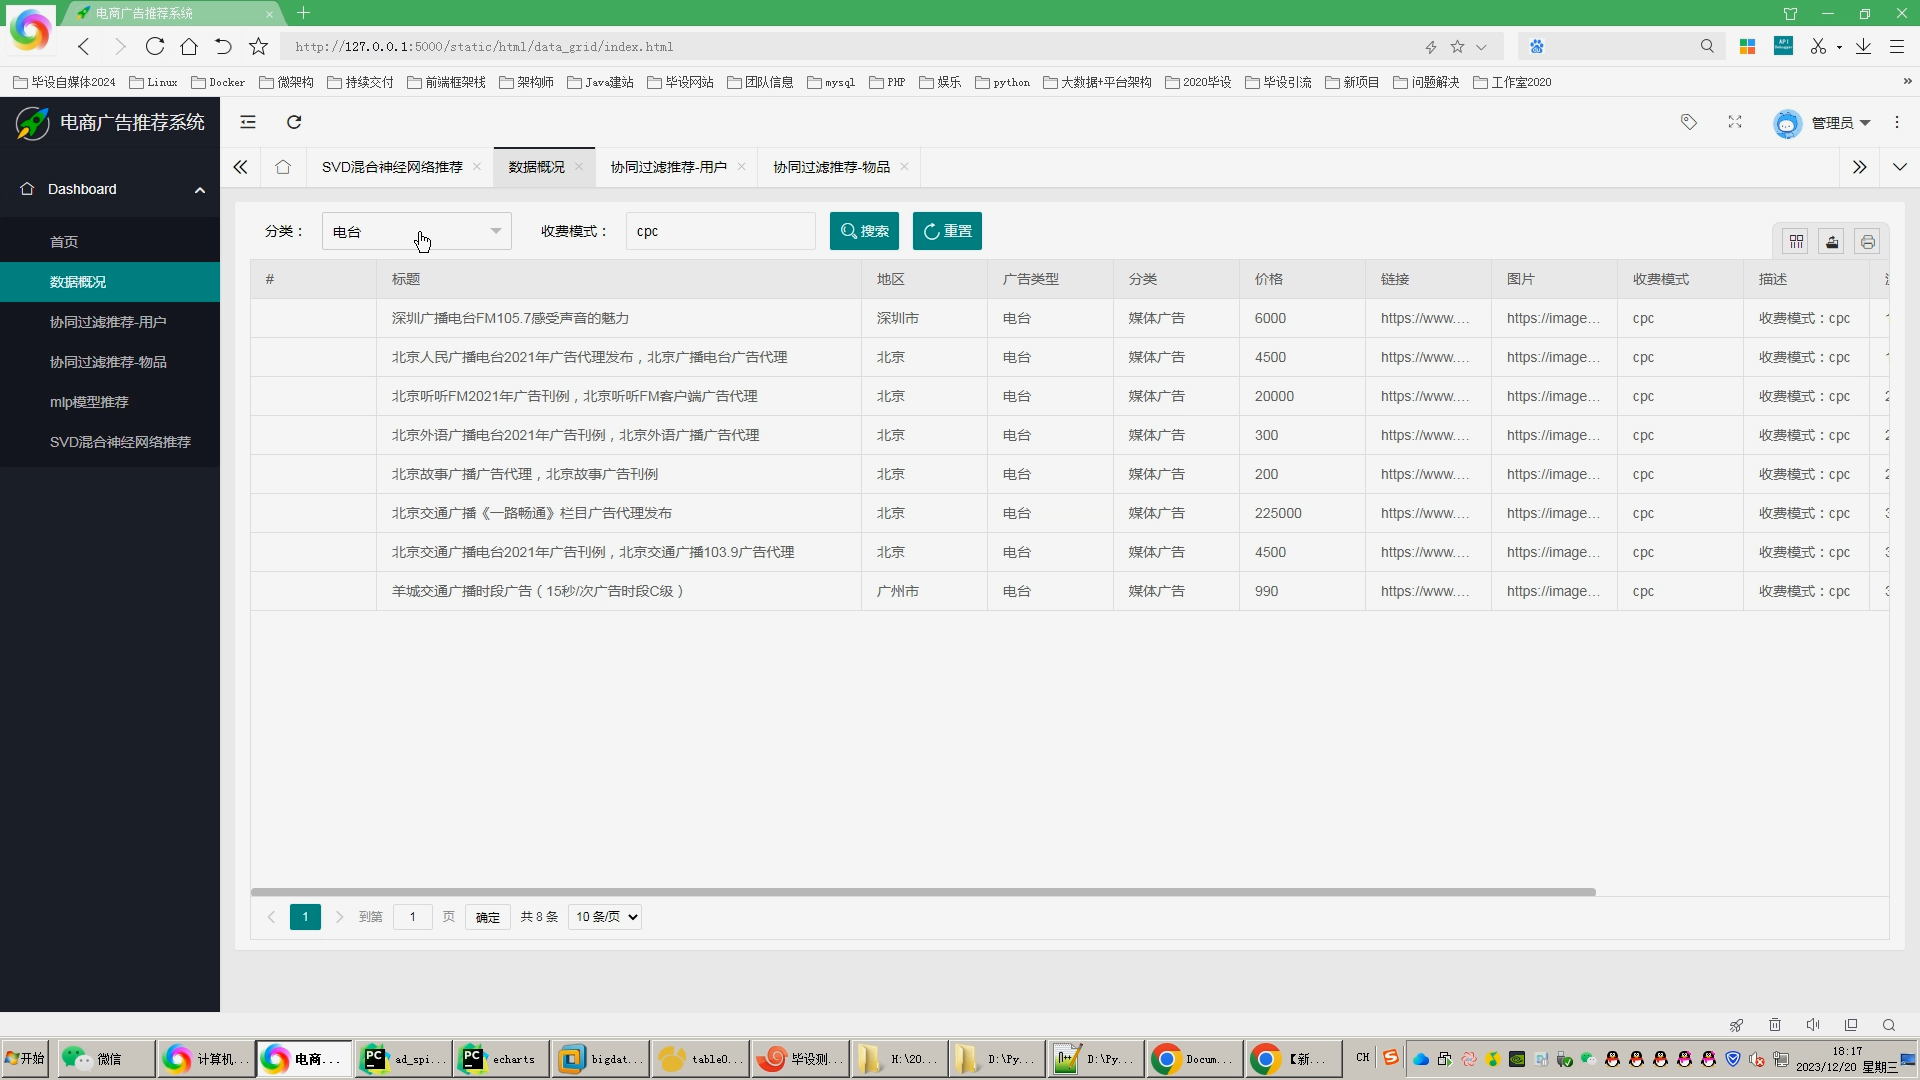 电商广告推荐系统
http://127.0.0.1:5000/static/html/data_grid/index.html
毕设自媒体2024 Linux Docker 微架构 持续交付 前端框架栈 架构师 Java建站 毕设网站 团队信息 mysql PHP 娱乐 python 大数据+平台架构 2020毕设 毕设引流 新项目 问题解决 工作室2020
电商广告推荐系统
管理员
SVD混合神经网络推荐 数据概况 协同过滤推荐-用户 协同过滤推荐-物品
Dashboard
首页
数据概况
协同过滤推荐-用户
协同过滤推荐-物品
mlp模型推荐
SVD混合神经网络推荐
分类： 电台 收费模式： cpc 搜索 重置
# 标题 地区 广告类型 分类 价格 链接 图片 收费模式 描述
深圳广播电台FM105.7感受声音的魅力 深圳市 电台 媒体广告 6000 https://www.... https://image... cpc 收费模式：cpc
北京人民广播电台2021年广告代理发布，北京广播电台广告代理 北京 电台 媒体广告 4500 https://www.... https://image... cpc 收费模式：cpc
北京听听FM2021年广告刊例，北京听听FM客户端广告代理 北京 电台 媒体广告 20000 https://www.... https://image... cpc 收费模式：cpc
北京外语广播电台2021年广告刊例，北京外语广播广告代理 北京 电台 媒体广告 300 https://www.... https://image... cpc 收费模式：cpc
北京故事广播广告代理，北京故事广告刊例 北京 电台 媒体广告 200 https://www.... https://image... cpc 收费模式：cpc
北京交通广播《一路畅通》栏目广告代理发布 北京 电台 媒体广告 225000 https://www.... https://image... cpc 收费模式：cpc
北京交通广播电台2021年广告刊例，北京交通广播103.9广告代理 北京 电台 媒体广告 4500 https://www.... https://image... cpc 收费模式：cpc
羊城交通广播时段广告（15秒/次广告时段C级） 广州市 电台 媒体广告 990 https://www.... https://image... cpc 收费模式：cpc
1 到第 1 页 确定 共 8 条 10 条/页
开始 微信 计算机... 电商... ad_spi... echarts bigdat... table0... 毕设测... H:\20... D:\Py... D:\Py... Docum... 【新... CH 18:17
2023/12/20 星期三